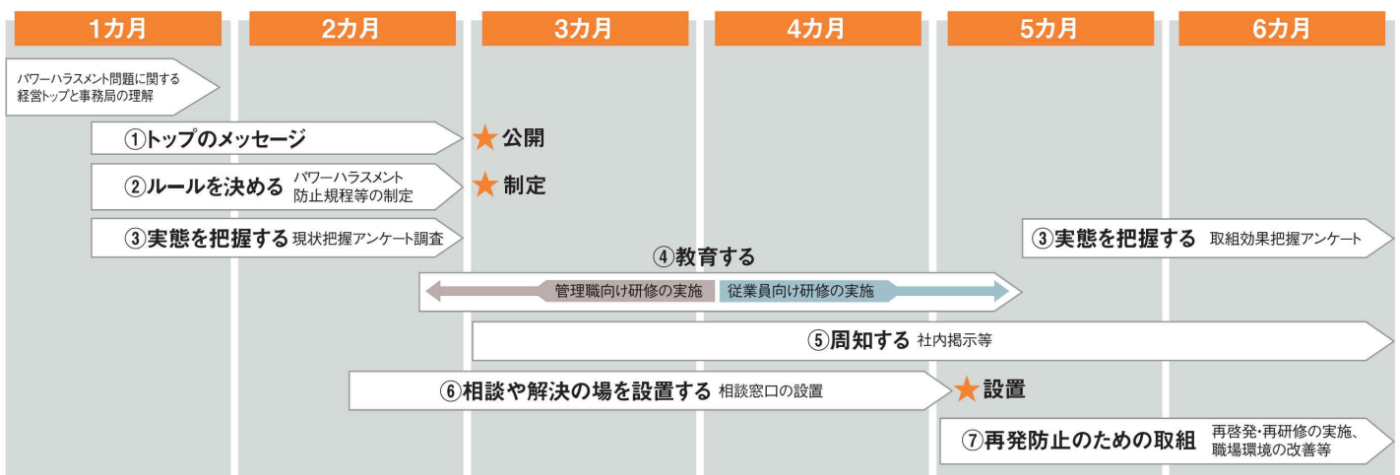 1カ月
2カ月
3カ月
4カ月
5カ月
6カ月
パワーハラスメント問題に関する
経営トップと事務局の理解
①トップのメッセージ
★公開
②ルールを決める パワーハラスメント
防止規程等の制定
★制定
③実態を把握する 現状把握アンケート調査
③実態を把握する 取組効果把握アンケート
④教育する
管理職向け研修の実施
従業員向け研修の実施
⑤周知する 社内掲示等
⑥相談や解決の場を設置する 相談窓口の設置
★設置
⑦再発防止のための取組 再啓発・再研修の実施、
職場環境の改善等